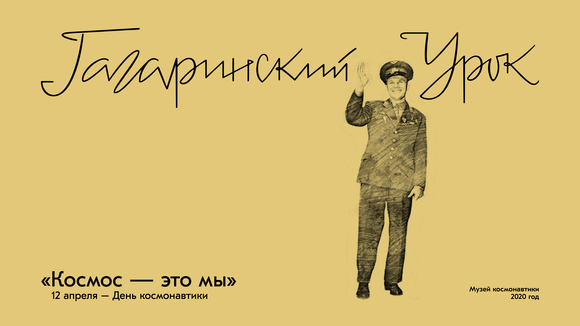 Гагаринский Урок
«Космос — это мы»
12 апреля — День космонавтики
Музей космонавтики
2020 год